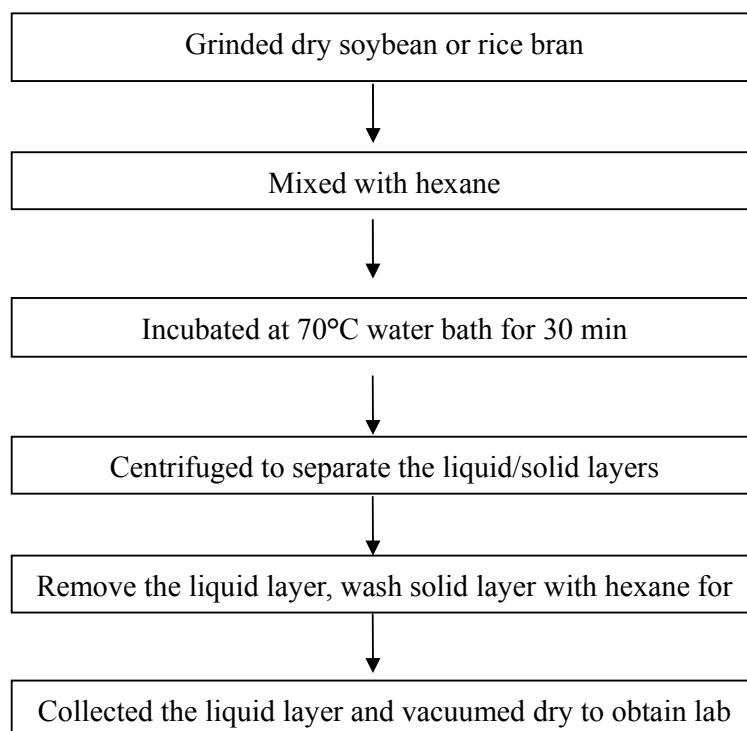 Grinded dry soybean or rice bran
Mixed with hexane
Incubated at 70°C water bath for 30 min
Centrifuged to separate the liquid/solid layers
Remove the liquid layer, wash solid layer with hexane for
Collected the liquid layer and vacuumed dry to obtain lab